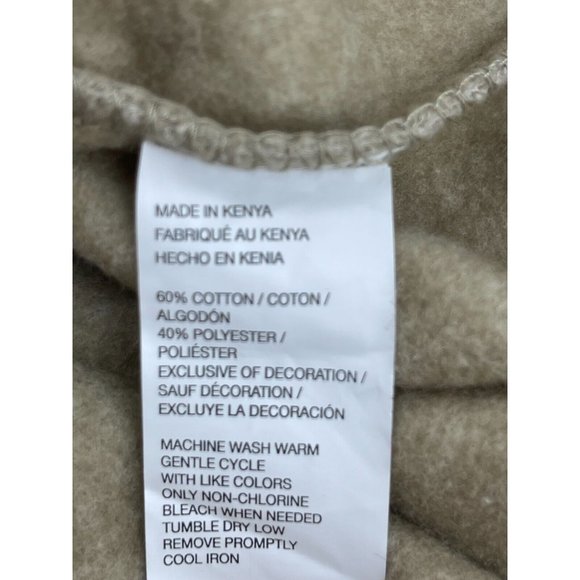 MADE IN KENYA
FABRIQUÉ AU KENYA
HECHO EN KENIA
60% COTTON / COTON /
ALGODÓN
40% POLYESTER /
POLIÉSTER
EXCLUSIVE OF DECORATION /
SAUF DÉCORATION /
EXCLUYE LA DECORACIÓN
MACHINE WASH WARM
GENTLE CYCLE
WITH LIKE COLORS
ONLY NON-CHLORINE
BLEACH WHEN NEEDED
TUMBLE DRY LOW
REMOVE PROMPTLY
COOL IRON